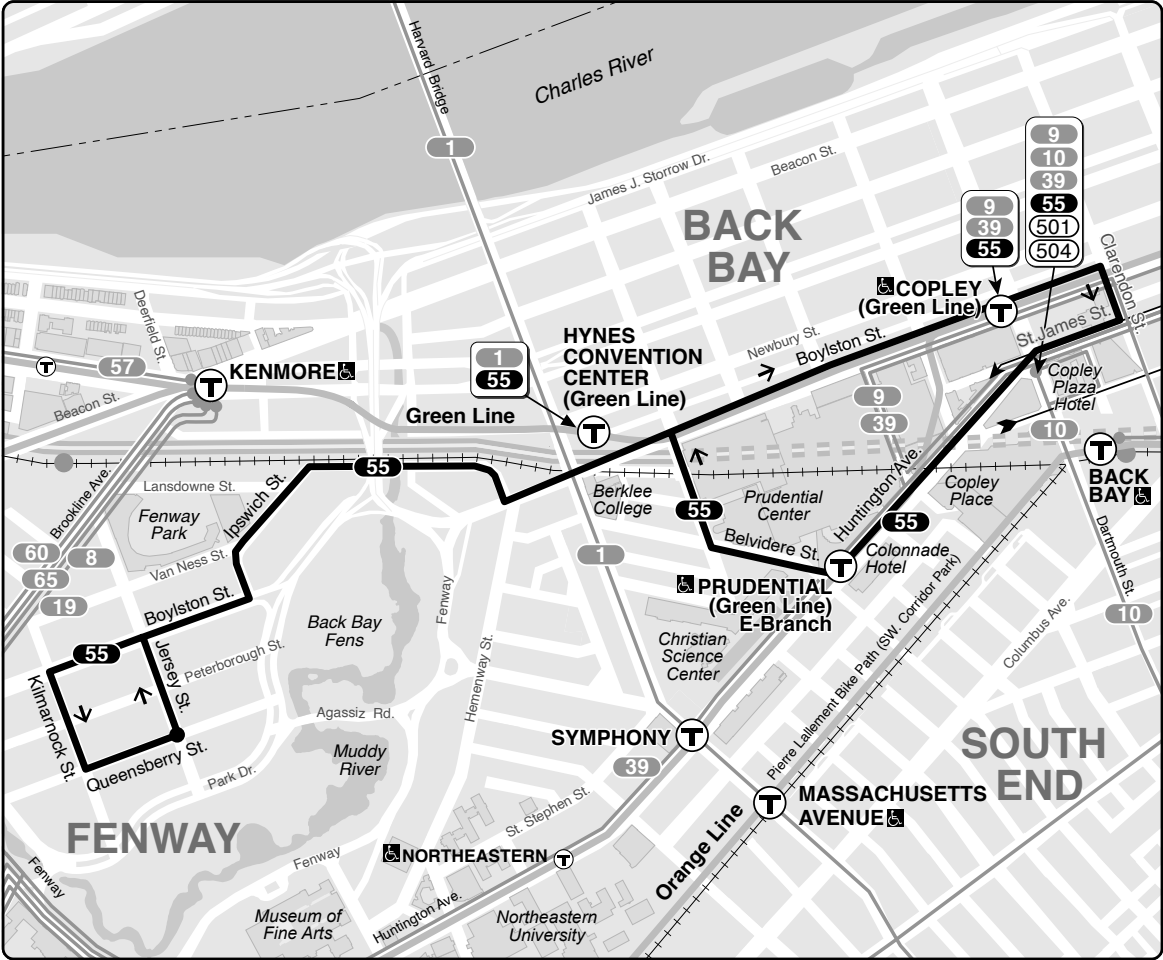 Harvard Bridge
Charles River
1
James J. Storrow Dr.
Beacon St.
BACK
BAY
9
10
39
55
501
504
9
39
55
Clarendon St.
COPLEY
(Green Line)
T
St.James St.
Newbury St.
Boylston St.
Deerfield St.
T
57
T
KENMORE
Beacon St.
1
55
HYNES
CONVENTION
CENTER
(Green Line)
T
Green Line
Copley
Plaza
Hotel
9
39
10
T
BACK
BAY
55
Lansdowne St.
Brookline Ave.
Fenway
Park
Ipswich St.
Van Ness St.
Berklee
College
55
Prudential
Center
Huntington Ave.
Copley
Place
55
Belvidere St.
T
Colonnade
Hotel
PRUDENTIAL
(Green Line)
E-Branch
Dartmouth St.
60
8
65
19
1
10
Boylston St.
Fenway
Back Bay
Fens
55
Jersey St.
Peterborough St.
Kilmarnock St.
Queensberry St.
Hemenway St.
Christian
Science
Center
Pierre Lallement Bike Path (SW. Corridor Park)
Columbus Ave.
Agassiz Rd.
Muddy
River
Park Dr.
SYMPHONY
T
39
SOUTH
END
T
MASSACHUSETTS
AVENUE
St. Stephen St.
FENWAY
Orange Line
Fenway
Fenway
NORTHEASTERN
T
Huntington Ave.
Museum of
Fine Arts
Northeastern
University